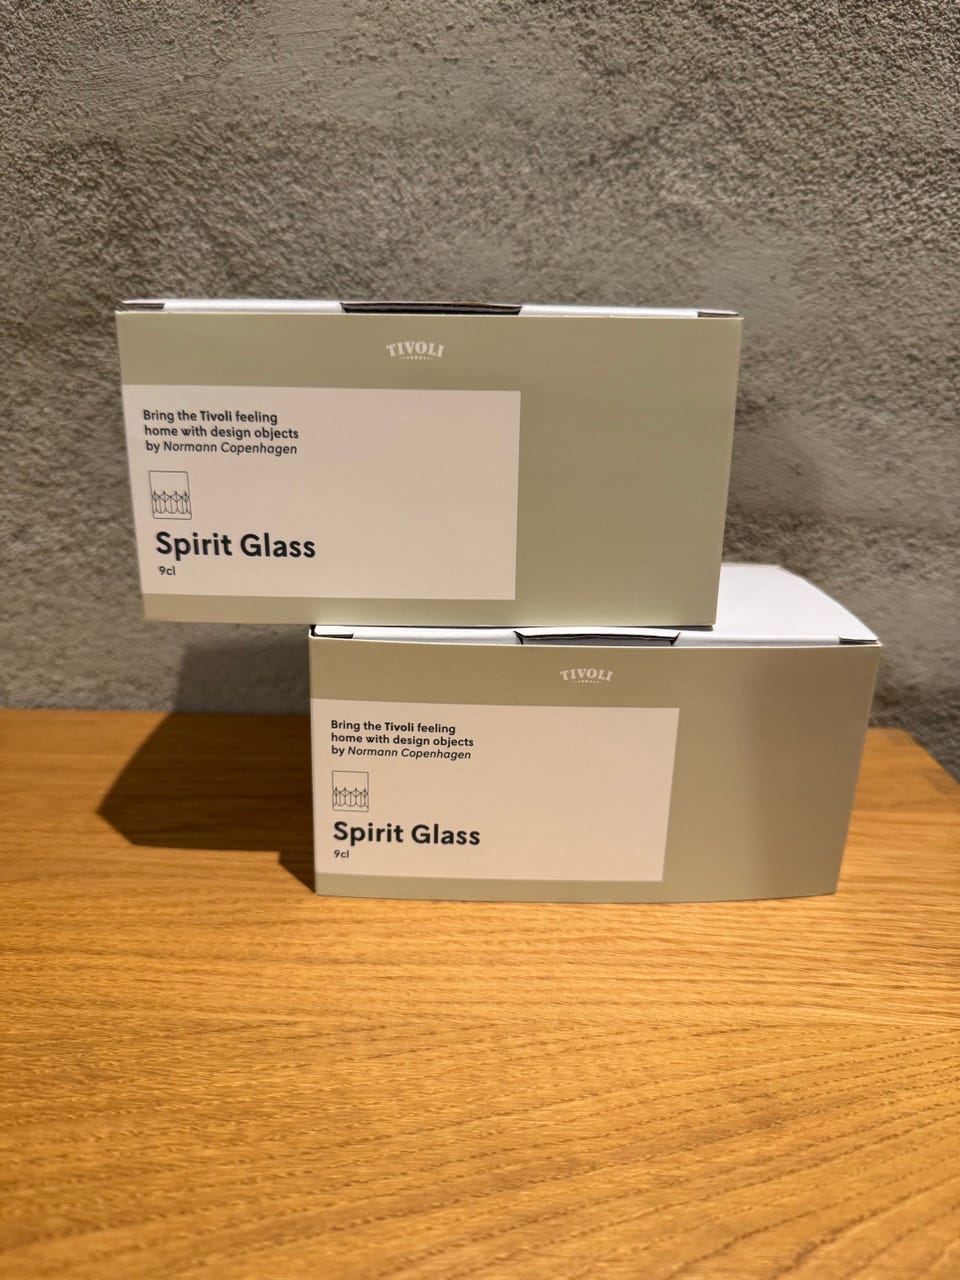 TIVOLI
Bring the Tivoli feeling
home with design objects
by Normann Copenhagen
Spirit Glass
9cl
TIVOLI
Bring the Tivoli feeling
home with design objects
by Normann Copenhagen
Spirit Glass
9cl